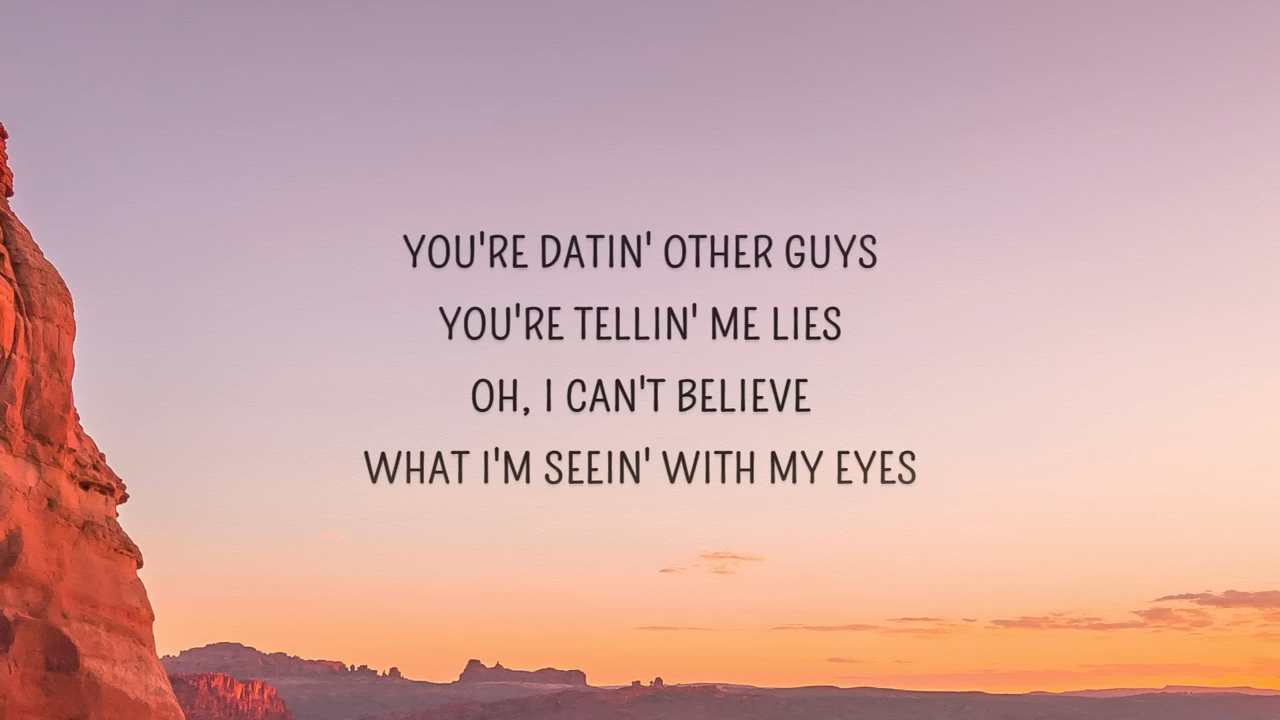 YOU'RE DATIN' OTHER GUYS
YOU'RE TELLIN' ME LIES
OH, I CAN'T BELIEVE
WHAT I'M SEEIN' WITH MY EYES